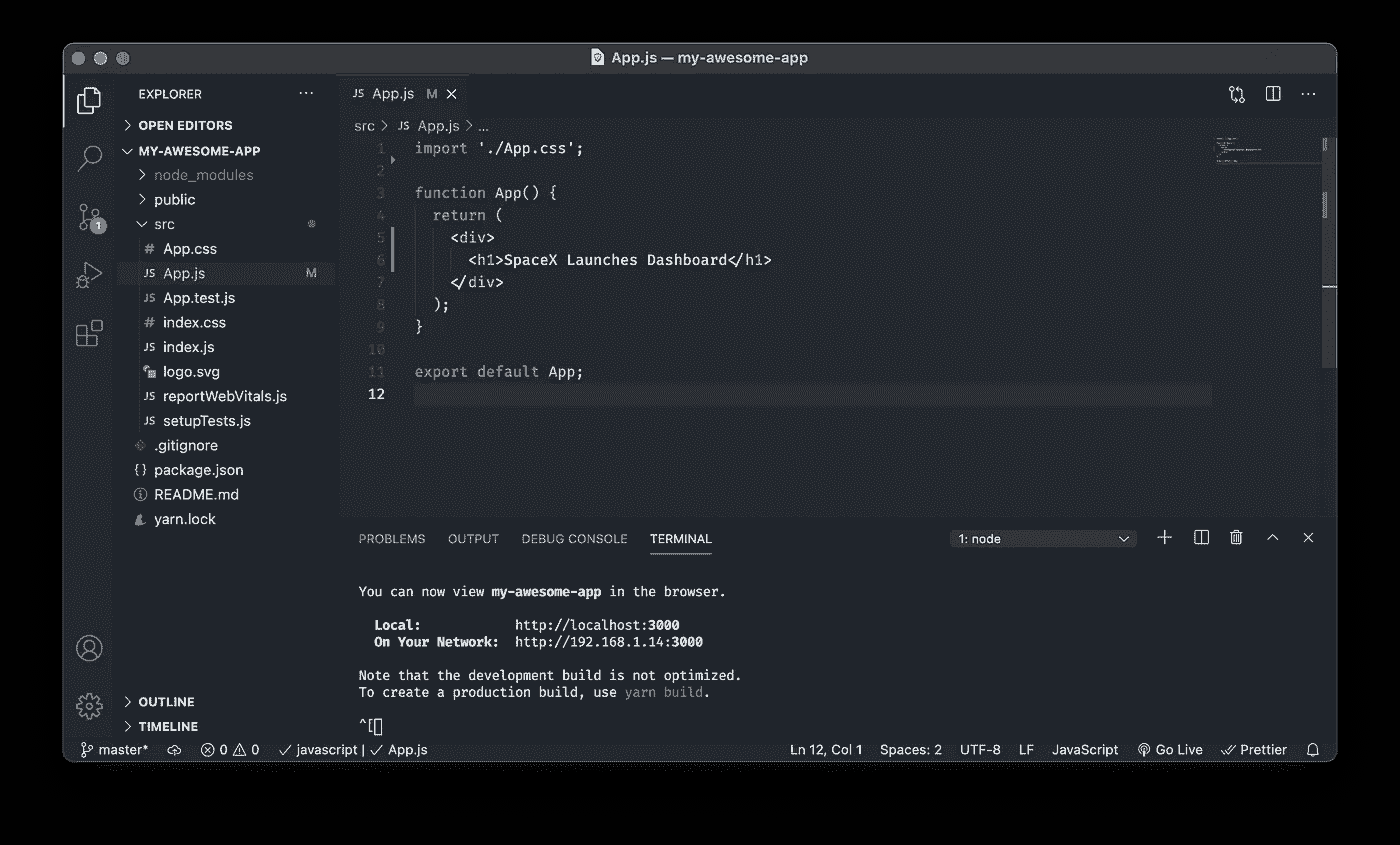 App.js — my-awesome-app
EXPLORER
OPEN EDITORS
MY-AWESOME-APP
node_modules
public
src
# App.css
JS App.js M
JS App.test.js
# index.css
JS index.js
logo.svg
JS reportWebVitals.js
JS setupTests.js
.gitignore
{} package.json
README.md
yarn.lock
OUTLINE
TIMELINE
1
JS App.js M
src > JS App.js > ...
1 import './App.css';
2
3 function App() {
4 return (
5 <div>
6 <h1>SpaceX Launches Dashboard</h1>
7 </div>
8 );
9 }
10
11 export default App;
12
PROBLEMS OUTPUT DEBUG CONSOLE TERMINAL 1: node
You can now view my-awesome-app in the browser.
Local: http://localhost:3000
On Your Network: http://192.168.1.14:3000
Note that the development build is not optimized.
To create a production build, use yarn build.
^[
master* 0 0 javascript | App.js Ln 12, Col 1 Spaces: 2 UTF-8 LF JavaScript Go Live Prettier